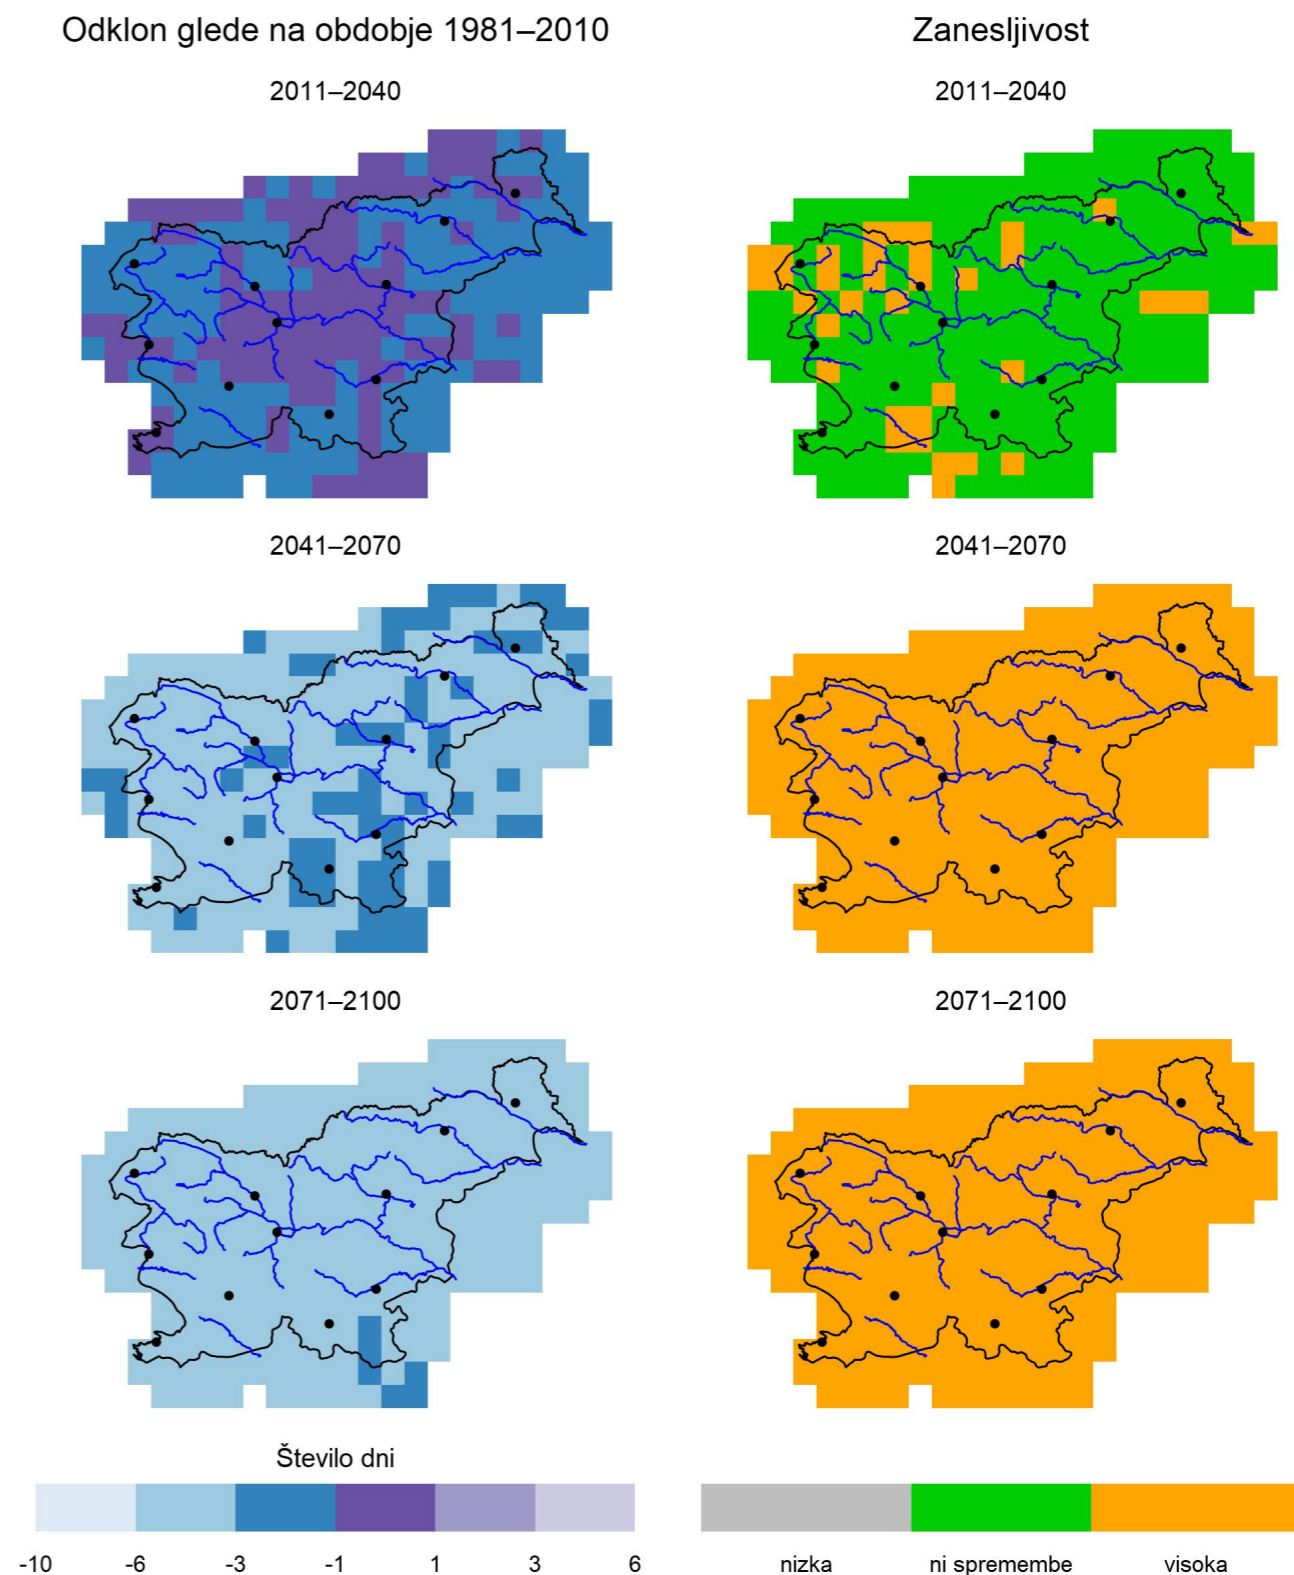 Odklon glede na obdobje 1981–2010
Zanesljivost
2011–2040
2011–2040
2041–2070
2041–2070
2071–2100
2071–2100
Število dni
-10 -6 -3 -1 1 3 6
nizka ni spremembe visoka